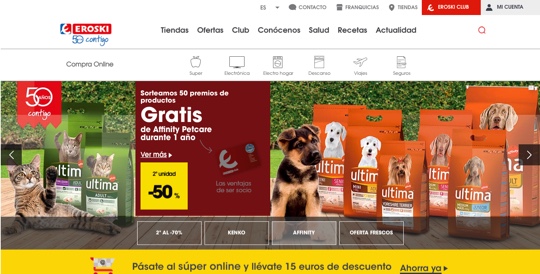 ES CONTACTO FRANQUICIAS TIENDAS EROSKI CLUB MI CUENTA
EROSKI
50 contigo
Tiendas Ofertas Club Conócenos Salud Recetas Actualidad
Compra Online
Súper Electrónica Electro hogar Descanso Viajes Seguros
50
contigo
Sorteamos 50 premios de
productos
Gratis
de Affinity Petcare
durante 1 año
Ver más
2ª unidad
-50%
Las ventajas
de ser socio
ultima
ultima
ultima
ultima
ultima
ultima
2ª AL -70% KENKO AFFINITY OFERTA FRESCOS
Pásate al súper online y llévate 15 euros de descuento Ahorra ya